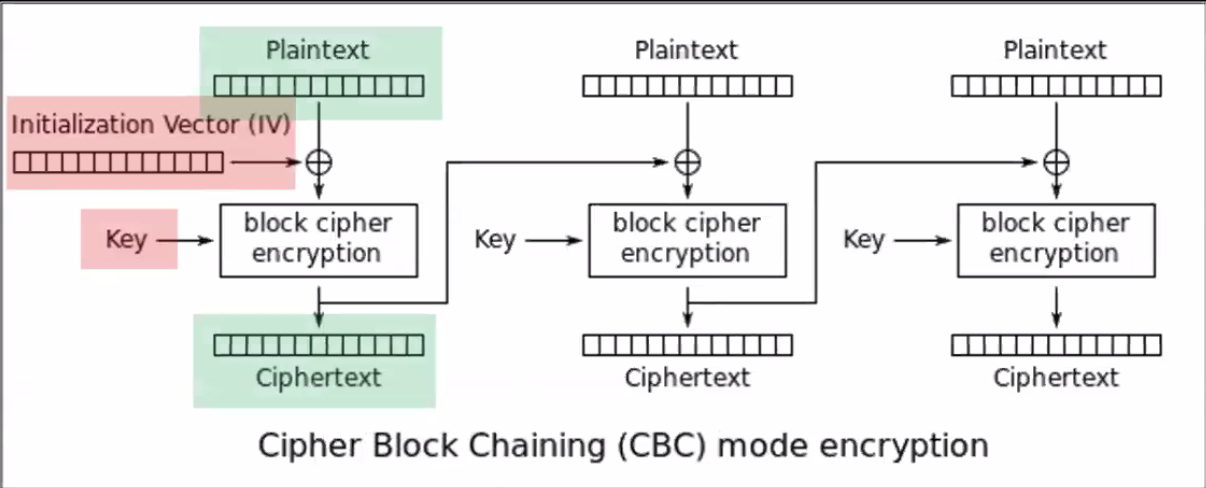 Plaintext
Plaintext
Plaintext
Initialization Vector (IV)
Key
block cipher
encryption
Key
block cipher
encryption
Key
block cipher
encryption
Ciphertext
Ciphertext
Ciphertext
Cipher Block Chaining (CBC) mode encryption